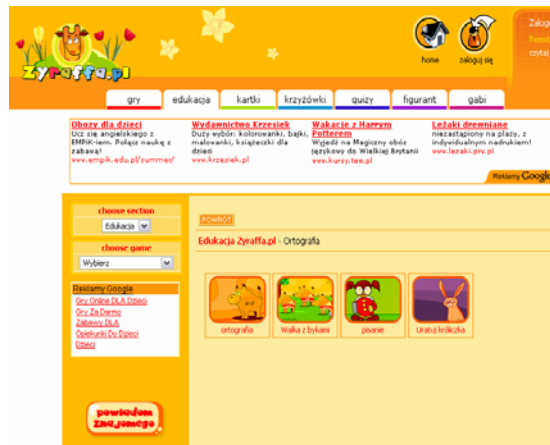 Zyraffa.pl
home
zaloguj się
Zalogu
Rejest
czytaj
gry
edukacja
kartki
krzyżówki
quizy
figurant
gabi
Obozy dla dzieci
Ucz się angielskiego z
EMPiK-iem. Połącz naukę z
zabawą!
www.empik.edu.pl/summer/
Wydawnictwo Krzesiek
Duży wybór: kolorowanki, bajki,
malowanki, książeczki dla
dzieci
www.krzesiek.pl
Wakacje z Harrym
Potterem
Wyjedź na Magiczny obóz
językowy do Wielkiej Brytanii
www.kursy.tee.pl
Leżaki drewniane
niezastąpiony na plaży, z
indywidualnym nadrukiem!
www.lezaki.prv.pl
Reklamy Google
choose section
Edukacja
choose game
Wybierz
Reklamy Google
Gry Online DLA Dzieci
Gry Za Darmo
Zabawy DLA
Opiekunki Do Dzieci
Dzieci
powiadom
znajomego
POWRÓT
Edukacja Zyraffa.pl - Ortografia
ortografia
Walka z bykami
pisanie
Uratuj króliczka